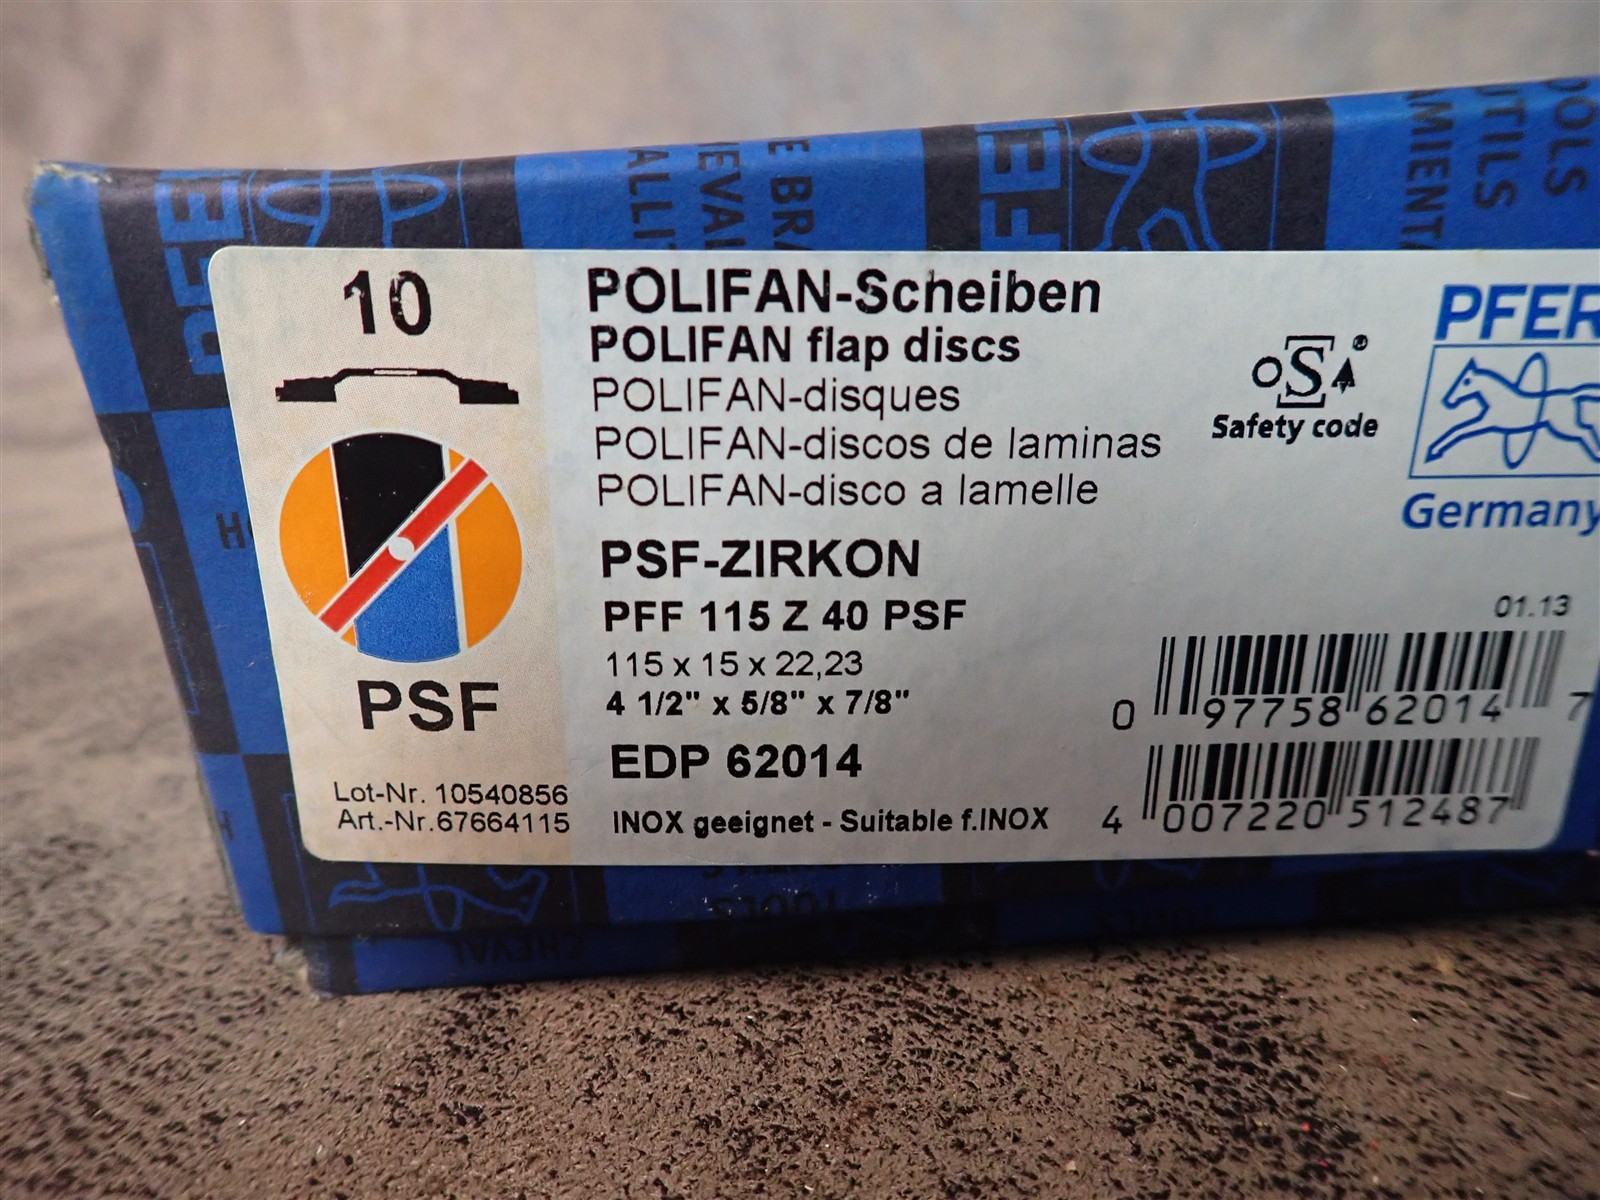 10
PSF
Lot-Nr. 10540856
Art.-Nr.67664115
POLIFAN-Scheiben
POLIFAN flap discs
POLIFAN-disques
POLIFAN-discos de laminas
POLIFAN-disco a lamelle
PSF-ZIRKON
PFF 115 Z 40 PSF
115 x 15 x 22,23
4 1/2" x 5/8" x 7/8"
EDP 62014
INOX geeignet - Suitable f.INOX
oSa®
Safety code
PFER
Germany
01.13
0 97758 62014 7
4 007220 512487
TOOLS
CHEVAL